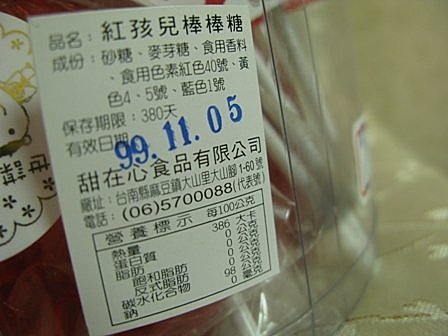 品名：紅孩兒棒棒糖
成份：砂糖、麥芽糖、食用香料
、食用色素紅色40號、黃
色4、5號、藍色1號
保存期限：380天
有效日期
99.11.05
甜在心食品有限公司
廠址：台南縣麻豆鎮大山里大山腳1-60號
電話：(06)5700088(代表號)
營養標示 每100公克
熱量 386 大卡
蛋白質 0 公克
脂肪 0 公克
飽和脂肪 0 公克
反式脂肪 0 公克
碳水化合物 98 公克
鈉 0 毫克